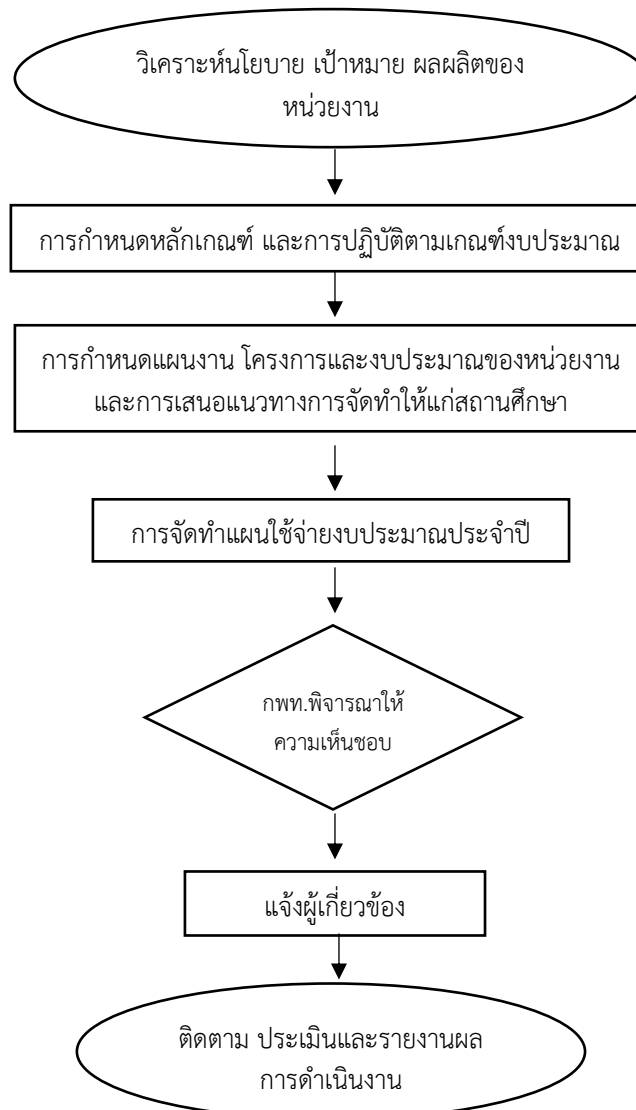 วิเคราะห์นโยบาย เป้าหมาย ผลผลิตของ
หน่วยงาน
การกำหนดหลักเกณฑ์ และการปฏิบัติตามเกณฑ์งบประมาณ
การกำหนดแผนงาน โครงการและงบประมาณของหน่วยงาน
และการเสนอแนวทางการจัดทำให้แก่สถานศึกษา
การจัดทำแผนใช้จ่ายงบประมาณประจำปี
กพท.พิจารณาให้
ความเห็นชอบ
แจ้งผู้เกี่ยวข้อง
ติดตาม ประเมินและรายงานผล
การดำเนินงาน